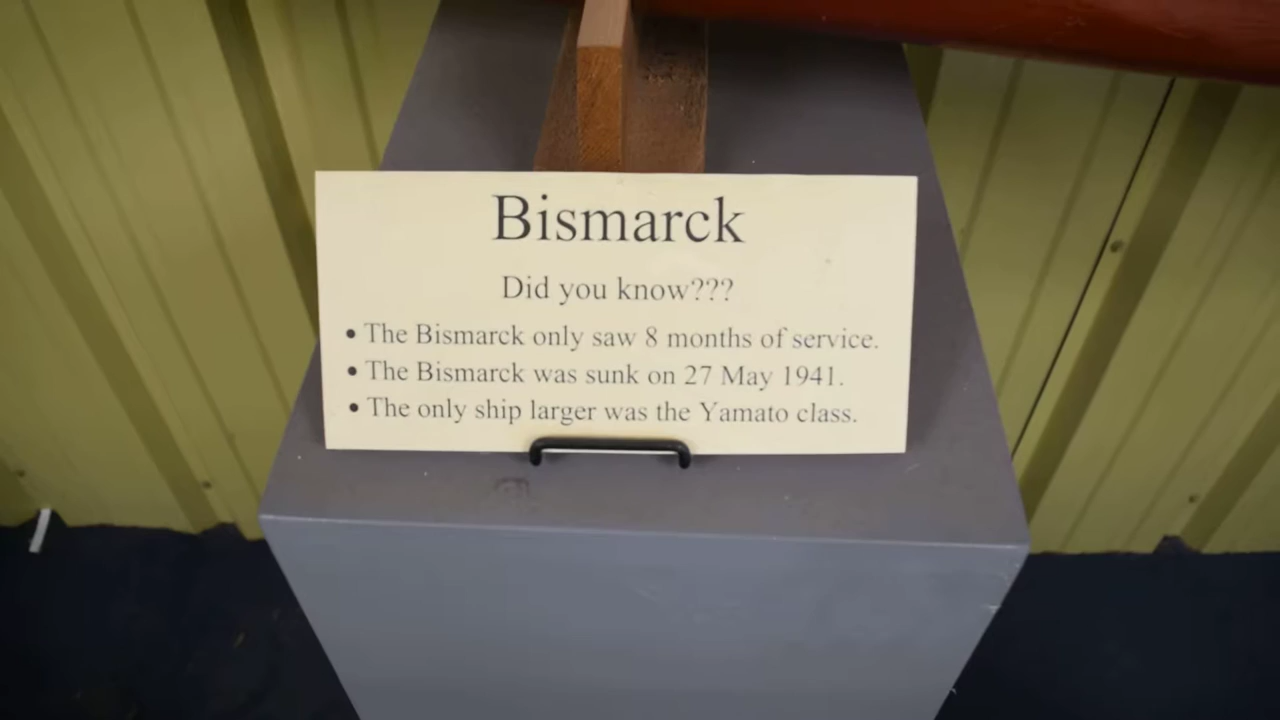 Bismarck
Did you know???
• The Bismarck only saw 8 months of service.
• The Bismarck was sunk on 27 May 1941.
• The only ship larger was the Yamato class.